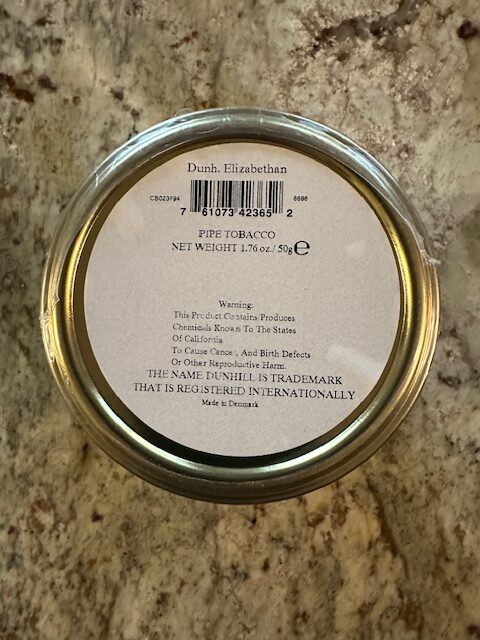 Dunh. Elizabethan
CB023F94 6696
7 61073 42365 2
PIPE TOBACCO
NET WEIGHT 1.76 oz./ 50g e
Warning:
This Product Contains/Produces
Chemicals Known To The States
Of California
To Cause Cancer, And Birth Defects
Or Other Reproductive Harm.
THE NAME DUNHILL IS TRADEMARK
THAT IS REGISTERED INTERNATIONALLY
Made in Denmark